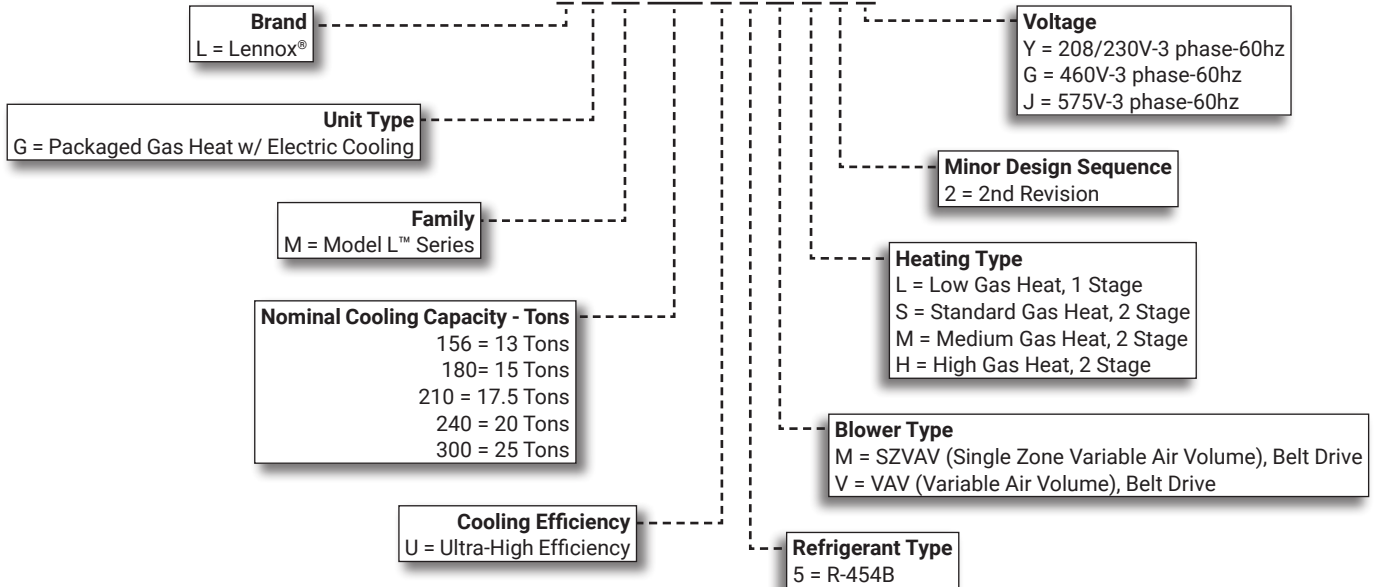 Brand
L = Lennox®
Unit Type
G = Packaged Gas Heat w/ Electric Cooling
Family
M = Model L™ Series
Nominal Cooling Capacity - Tons
156 = 13 Tons
180= 15 Tons
210 = 17.5 Tons
240 = 20 Tons
300 = 25 Tons
Cooling Efficiency
U = Ultra-High Efficiency
Voltage
Y = 208/230V-3 phase-60hz
G = 460V-3 phase-60hz
J = 575V-3 phase-60hz
Minor Design Sequence
2 = 2nd Revision
Heating Type
L = Low Gas Heat, 1 Stage
S = Standard Gas Heat, 2 Stage
M = Medium Gas Heat, 2 Stage
H = High Gas Heat, 2 Stage
Blower Type
M = SZVAV (Single Zone Variable Air Volume), Belt Drive
V = VAV (Variable Air Volume), Belt Drive
Refrigerant Type
5 = R-454B